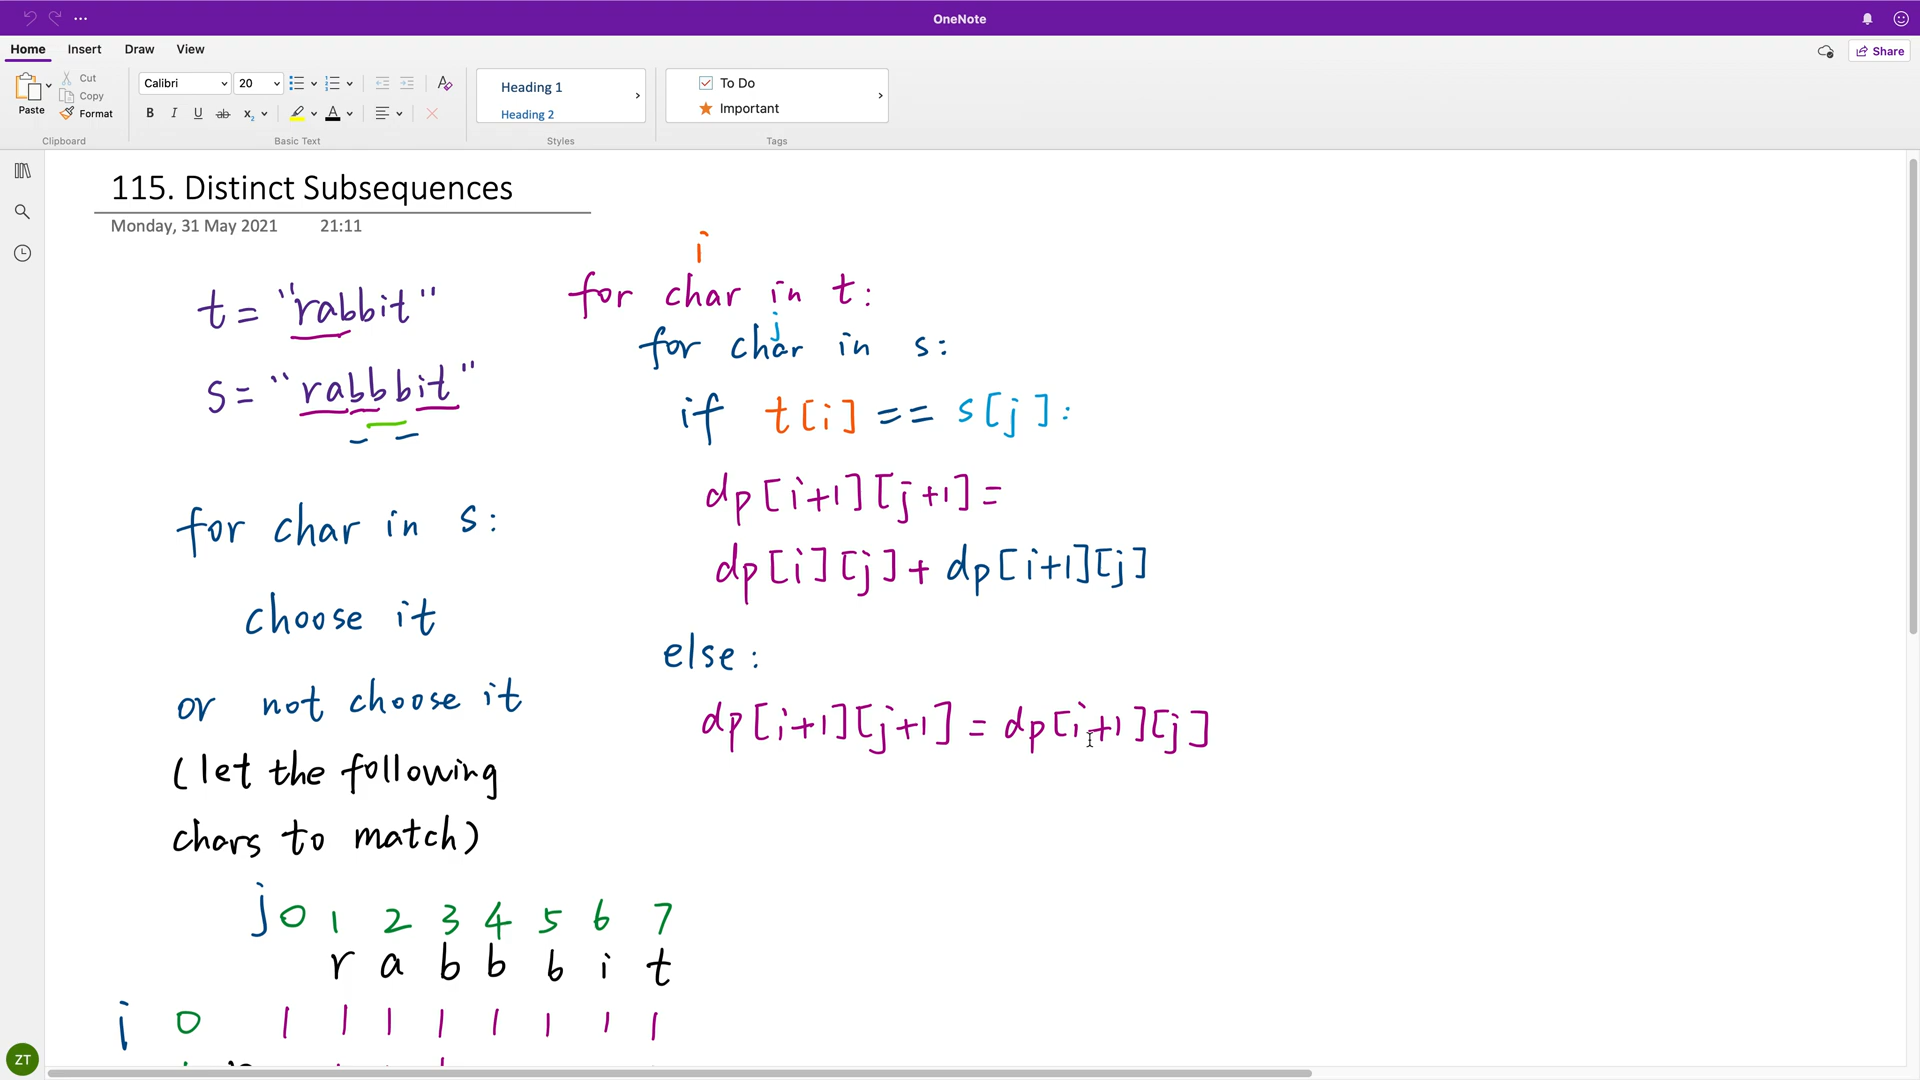 OneNote
Home Insert Draw View
Share
Paste
Cut
Copy
Format
Clipboard
Calibri 20
B I U ab x₂ A
Basic Text
Heading 1
Heading 2
Styles
To Do
Important
Tags
115. Distinct Subsequences
Monday, 31 May 2021 21:11
t = "rabbit"
s = "rabbbit"
for char in s:
choose it
or not choose it
(let the following
chars to match)
i
for char in t:
j
for char in s:
if t[i] == s[j]:
dp[i+1][j+1] =
dp[i][j] + dp[i+1][j]
else:
dp[i+1][j+1] = dp[i+1][j]
j 0 1 2 3 4 5 6 7
r a b b b i t
i 0 1 1 1 1 1 1 1 1
ZT